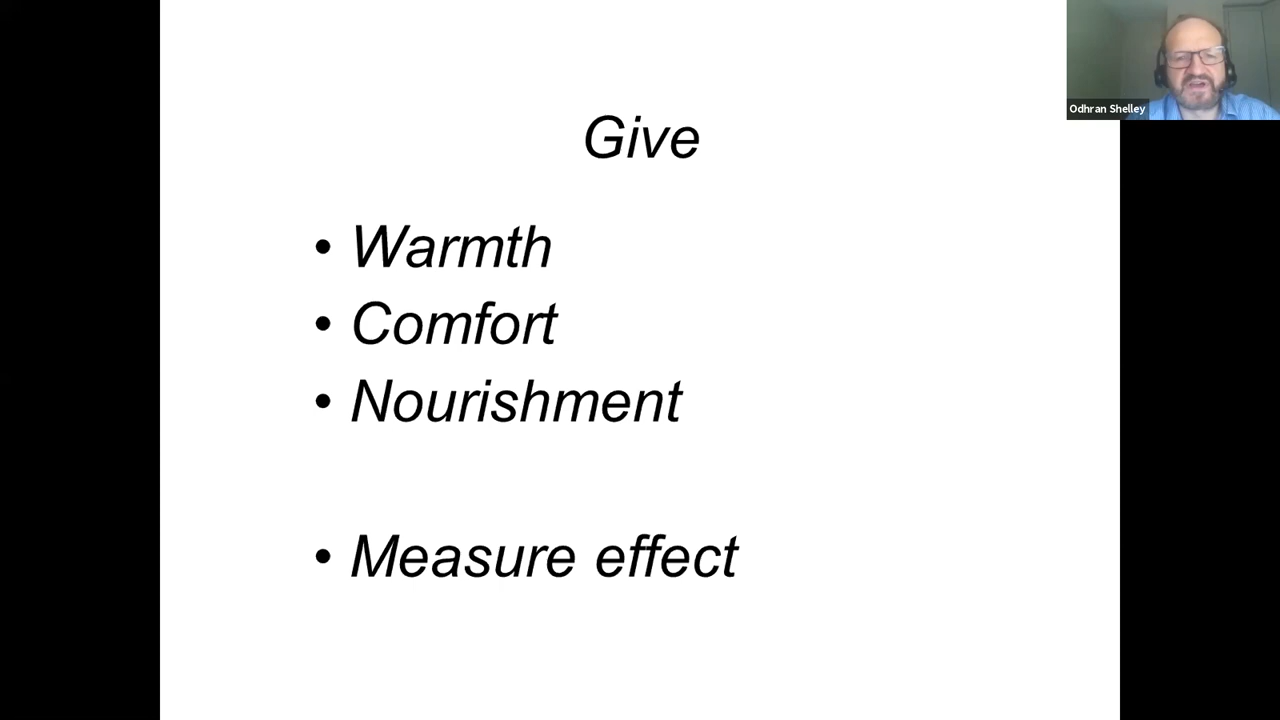 Odhran Shelley
Give
• Warmth
• Comfort
• Nourishment
• Measure effect